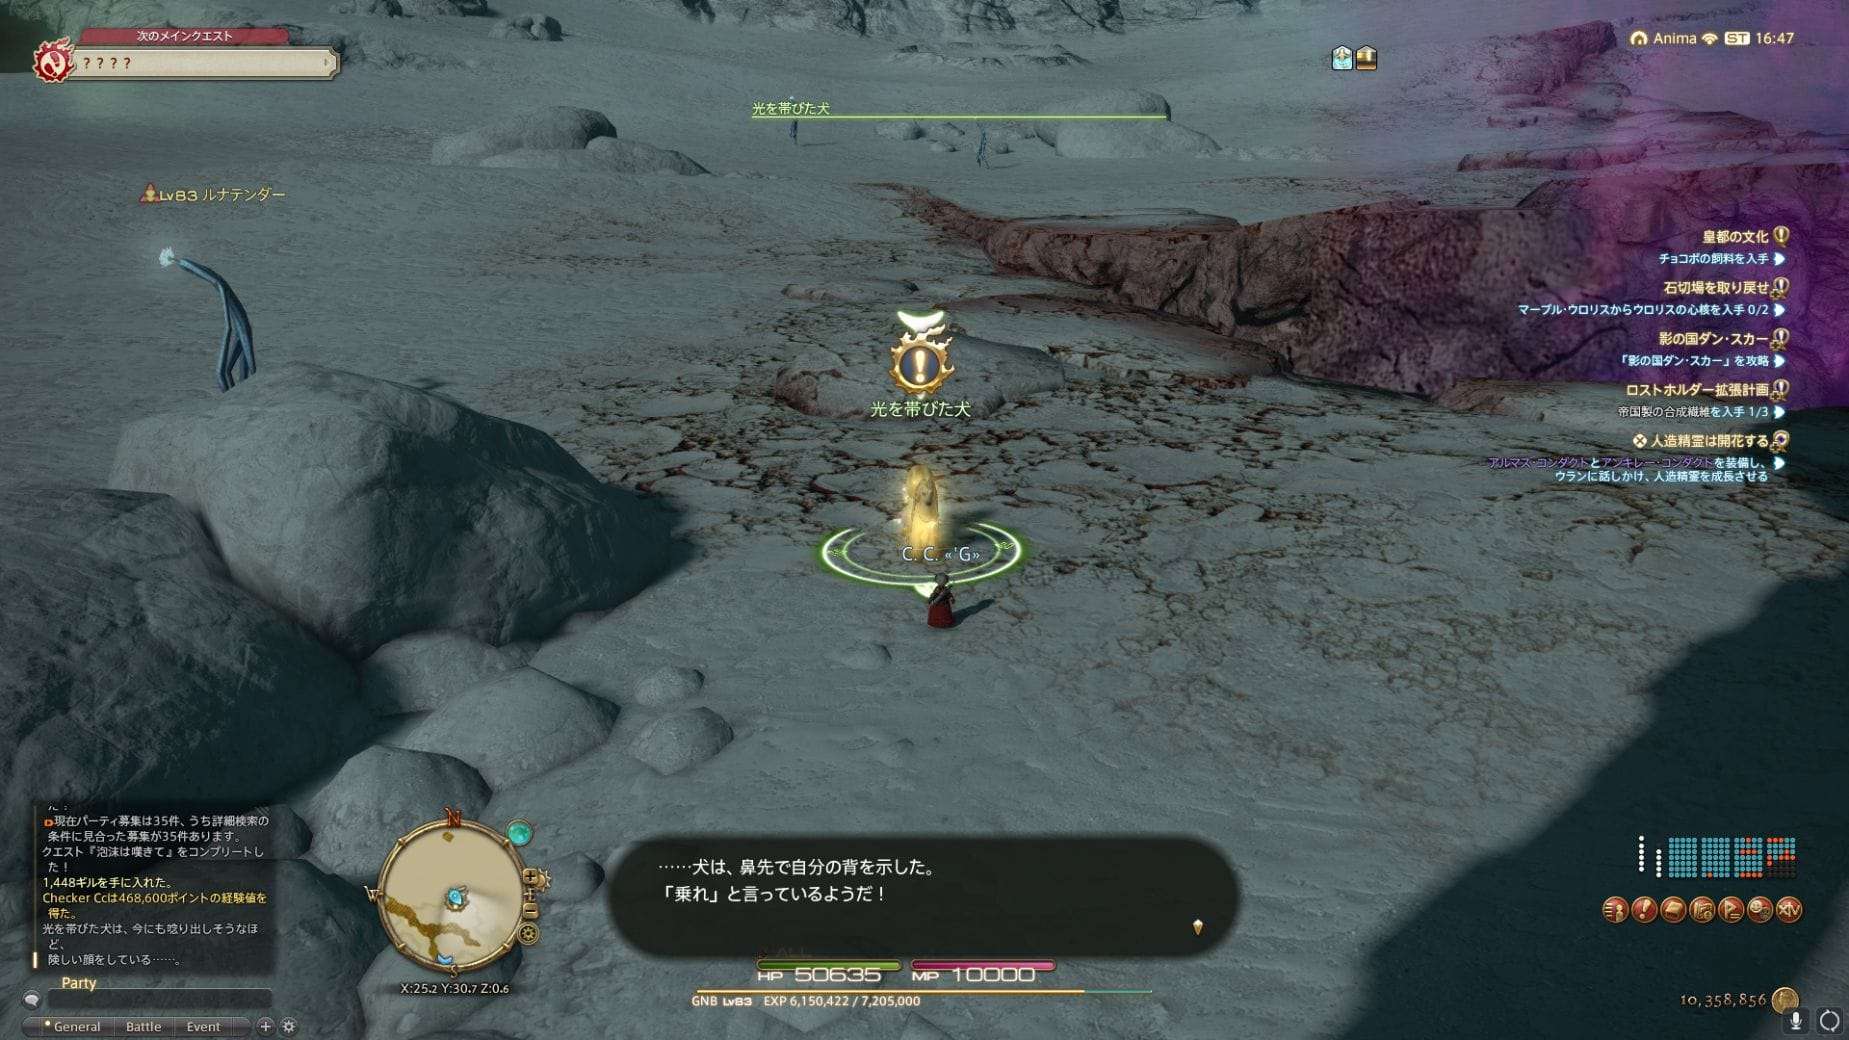 次のメインクエスト
????
Anima ST 16:47
光を帯びた犬
Lv83 ルナテンダー
皇都の文化
チョコボの飼料を入手
石切場を取り戻せ
マーブル・ウロリスからウロリスの心核を入手 0/2
影の国ダン・スカー
「影の国ダン・スカー」を攻略
ロストホルダー拡張計画
帝国製の合成繊維を入手 1/3
人造精霊は開花する
アルマス・コンダクトとアンキレー・コンダクトを装備し、
ウランに話しかけ、人造精霊を成長させる
光を帯びた犬
C. C. «'G»
た!
現在パーティ募集は35件、うち詳細検索の
条件に見合った募集が35件あります。
クエスト『泡沫は嘆きて』をコンプリートし
た!
1,448ギルを手に入れた。
Checker Ccは468,600ポイントの経験値を
得た。
光を帯びた犬は、今にも唸り出しそうなほ
ど、
険しい顔をしている……。
Party
General Battle Event
N
W
S
X:25.2 Y:30.7 Z:0.6
……犬は、鼻先で自分の背を示した。
「乗れ」と言っているようだ!
HP 50635 MP 10000
GNB Lv83 EXP 6,150,422 / 7,205,000
XIV
10,358,856